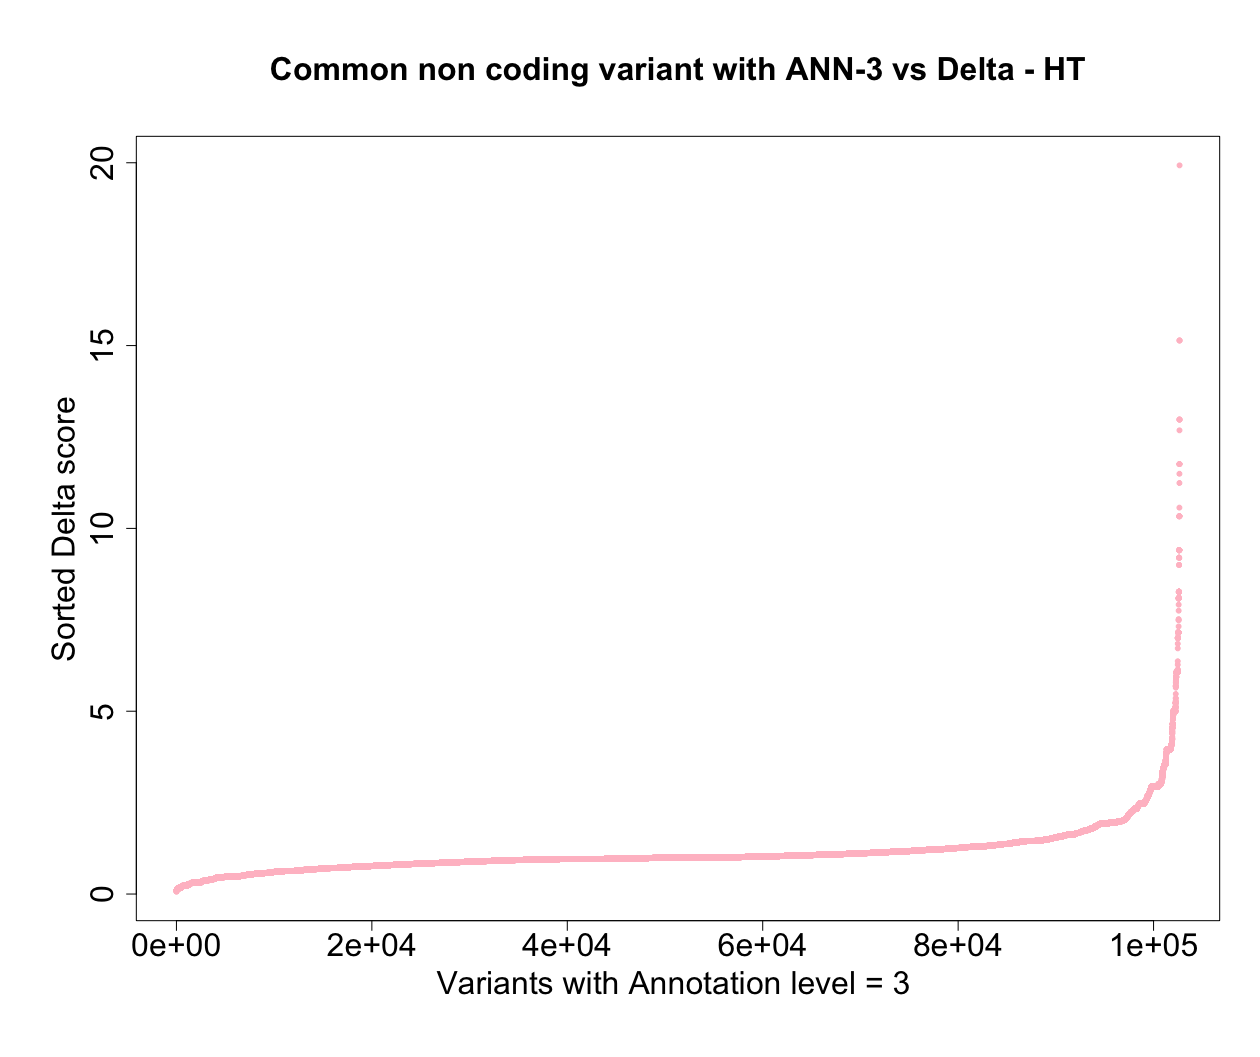 Common non coding variant with ANN-3 vs Delta - HT
20
15
10
5
0
Sorted Delta score
0e+00 2e+04 4e+04 6e+04 8e+04 1e+05
Variants with Annotation level = 3